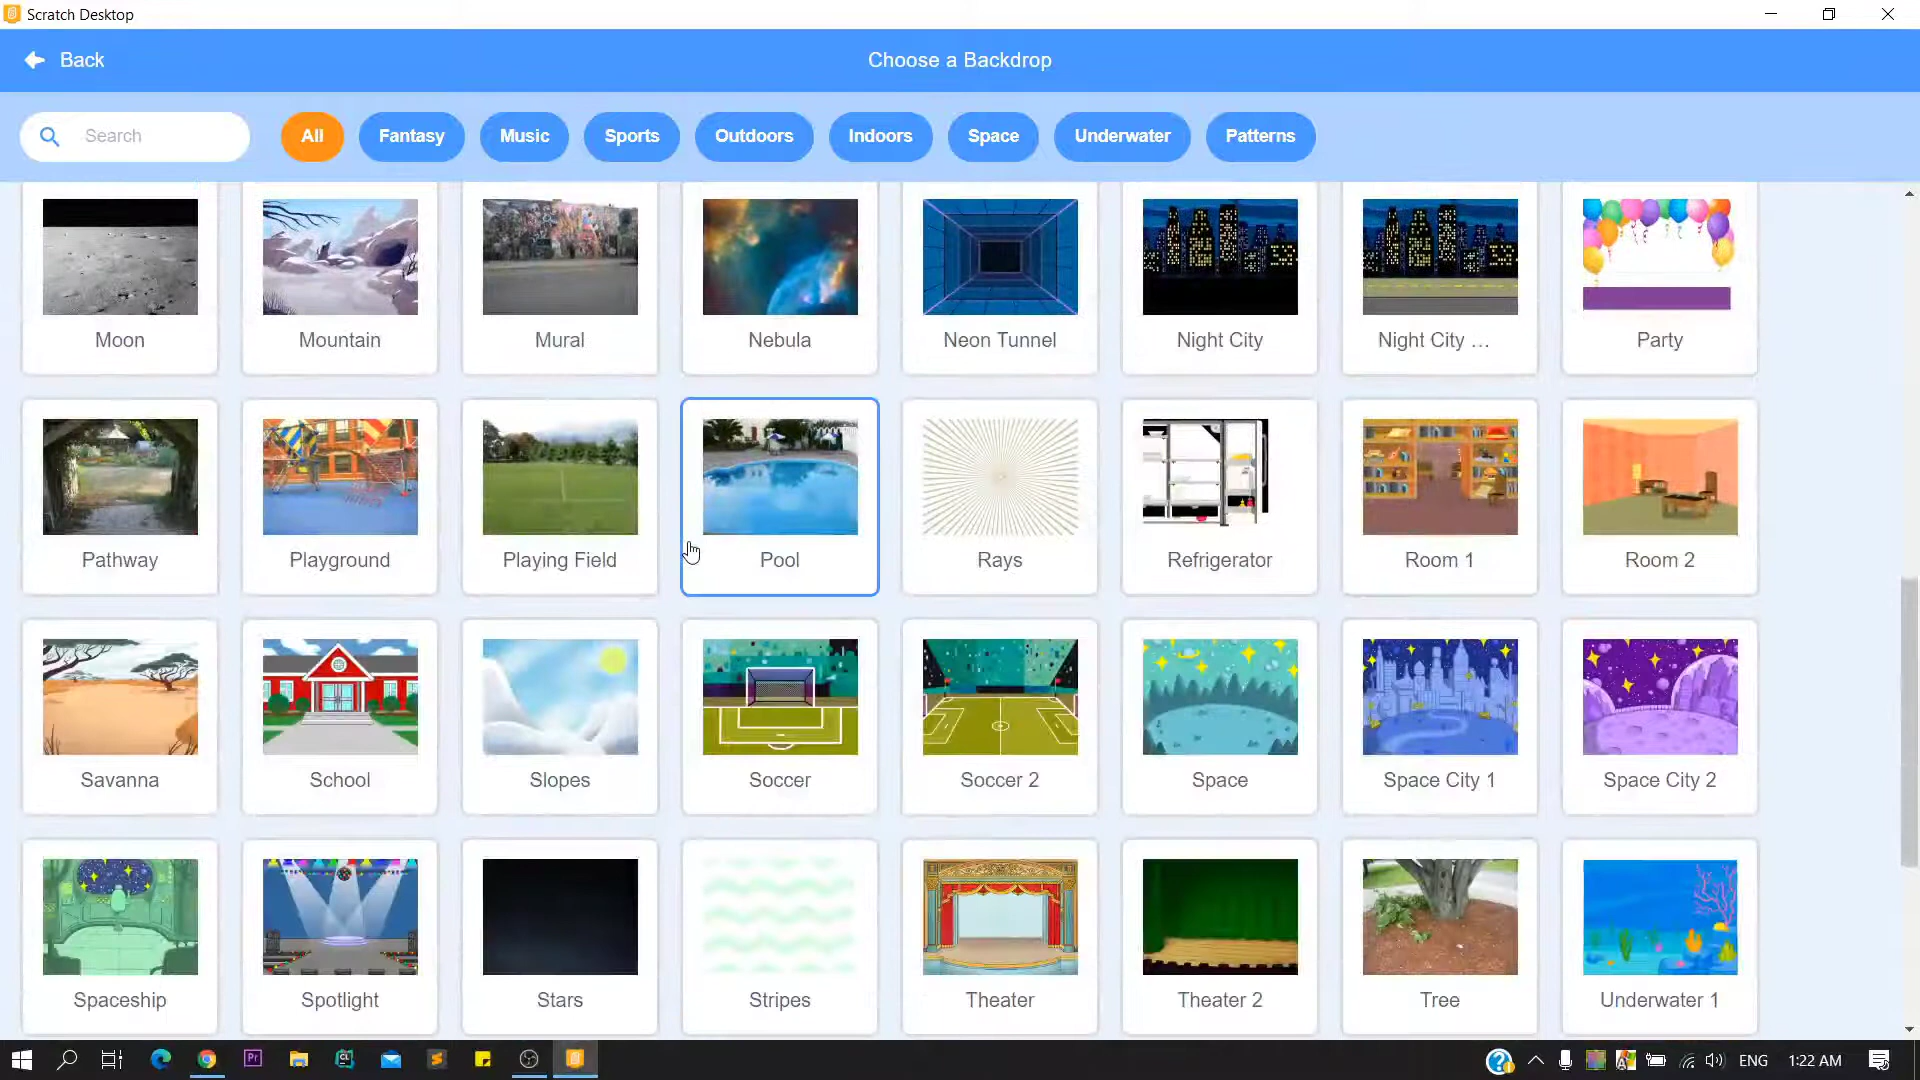 Scratch Desktop
Back
Choose a Backdrop
Search
All
Fantasy
Music
Sports
Outdoors
Indoors
Space
Underwater
Patterns
Moon
Mountain
Mural
Nebula
Neon Tunnel
Night City
Night City ...
Party
Pathway
Playground
Playing Field
Pool
Rays
Refrigerator
Room 1
Room 2
Savanna
School
Slopes
Soccer
Soccer 2
Space
Space City 1
Space City 2
Spaceship
Spotlight
Stars
Stripes
Theater
Theater 2
Tree
Underwater 1
Pr
CL
ENG
1:22 AM